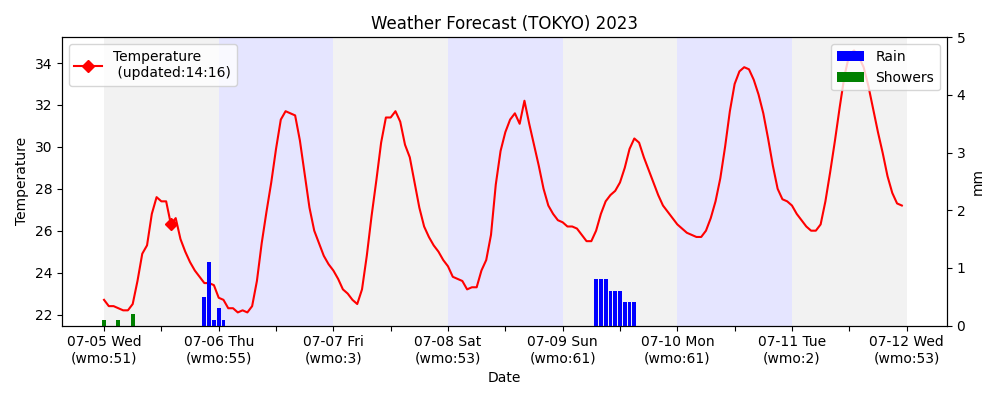 Weather Forecast (TOKYO) 2023
Temperature
(updated:14:16)
Rain
Showers
Temperature
34
32
30
28
26
24
22
5
4
3
2
1
0
mm
07-05 Wed
(wmo:51)
07-06 Thu
(wmo:55)
07-07 Fri
(wmo:3)
07-08 Sat
(wmo:53)
07-09 Sun
(wmo:61)
07-10 Mon
(wmo:61)
07-11 Tue
(wmo:2)
07-12 Wed
(wmo:53)
Date